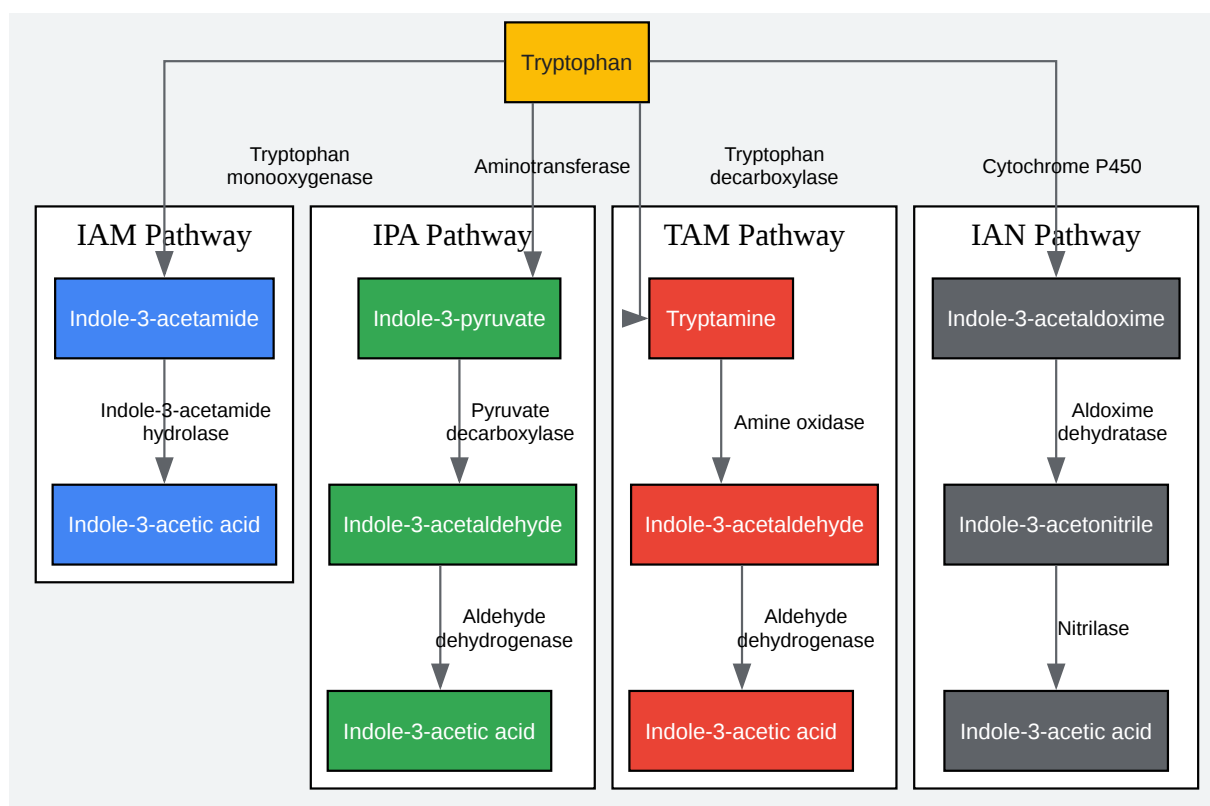 Tryptophan
Tryptophan
monooxygenase
Aminotransferase
Tryptophan
decarboxylase
Cytochrome P450
IAM Pathway
IPA Pathway
TAM Pathway
IAN Pathway
Indole-3-acetamide
Indole-3-pyruvate
Tryptamine
Indole-3-acetaldoxime
Indole-3-acetamide
hydrolase
Pyruvate
decarboxylase
Amine oxidase
Aldoxime
dehydratase
Indole-3-acetic acid
Indole-3-acetaldehyde
Indole-3-acetaldehyde
Indole-3-acetonitrile
Aldehyde
dehydrogenase
Aldehyde
dehydrogenase
Nitrilase
Indole-3-acetic acid
Indole-3-acetic acid
Indole-3-acetic acid